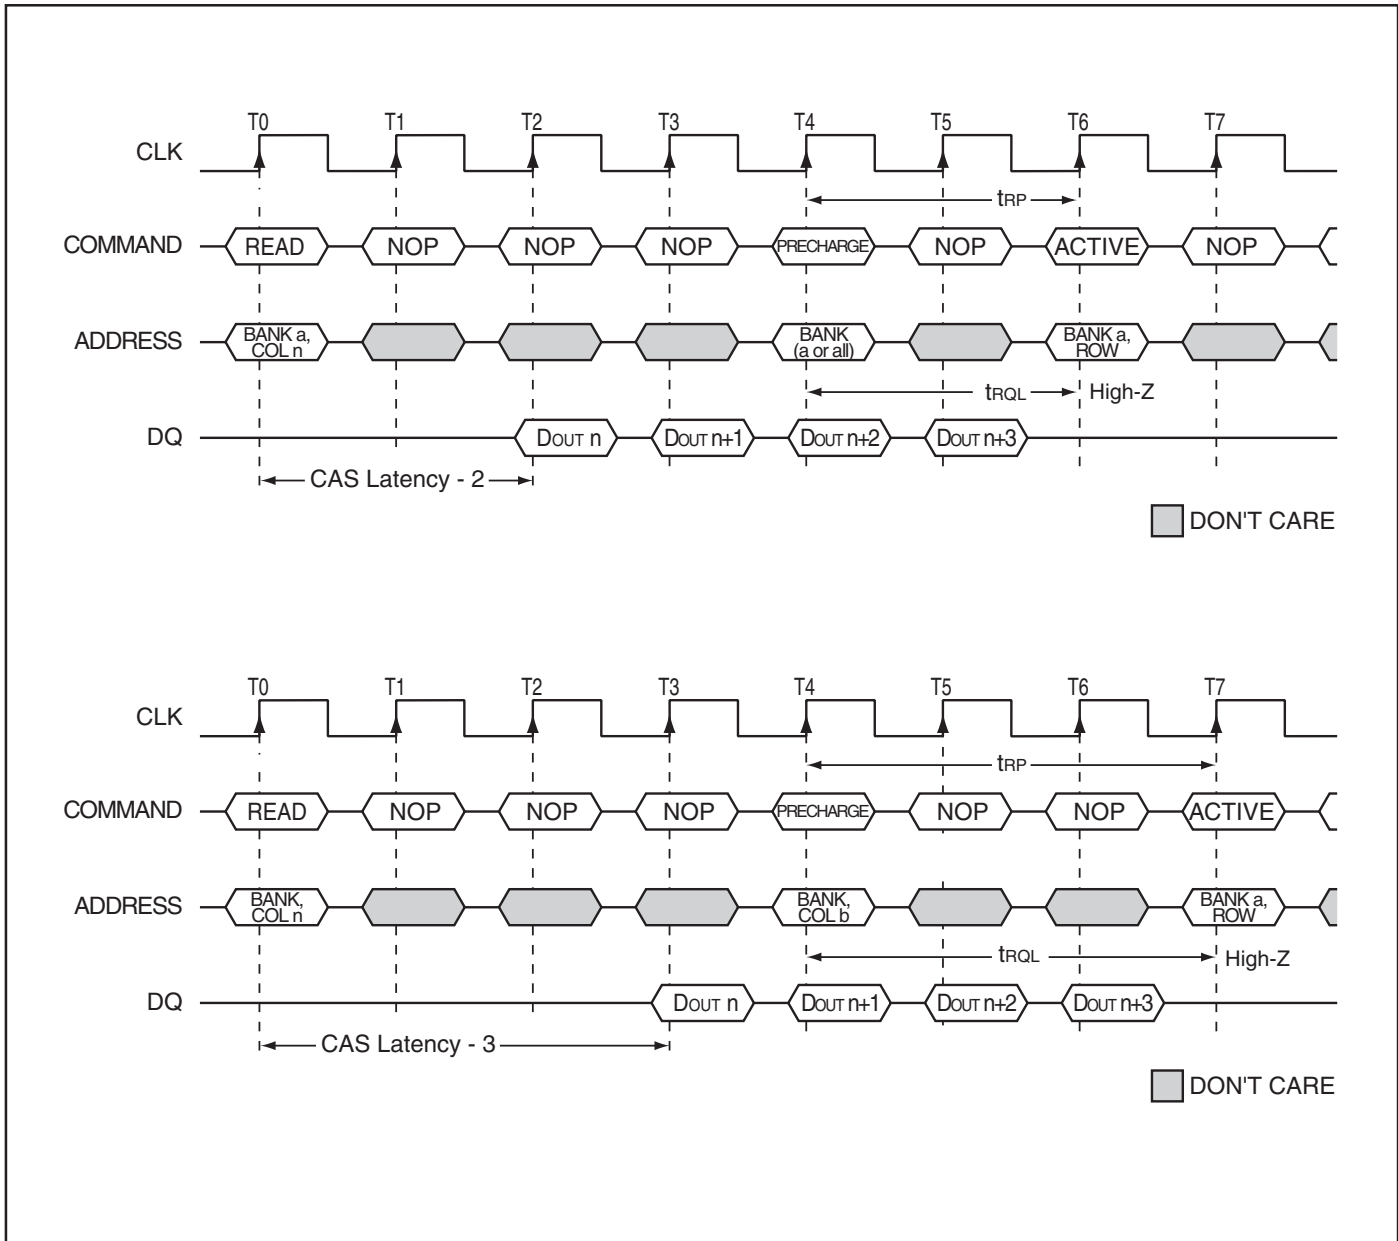 T0 T1 T2 T3 T4 T5 T6 T7
CLK
tRP
COMMAND READ NOP NOP NOP PRECHARGE NOP ACTIVE NOP
ADDRESS BANK a, COL n BANK (a or all) BANK a, ROW
tRQL High-Z
DQ DOUT n DOUT n+1 DOUT n+2 DOUT n+3
CAS Latency - 2
DON'T CARE
T0 T1 T2 T3 T4 T5 T6 T7
CLK
tRP
COMMAND READ NOP NOP NOP PRECHARGE NOP NOP ACTIVE
ADDRESS BANK, COL n BANK, COL b BANK a, ROW
tRQL High-Z
DQ DOUT n DOUT n+1 DOUT n+2 DOUT n+3
CAS Latency - 3
DON'T CARE